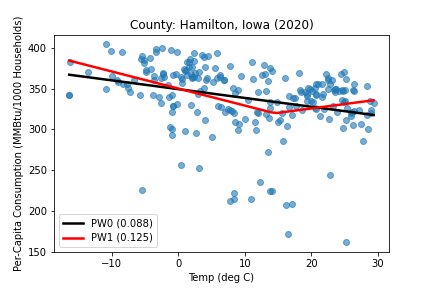 County: Hamilton, Iowa (2020)
Per-Capita Consumption (MMBtu/1000 Households)
400
350
300
250
200
150
PW0 (0.088)
PW1 (0.125)
−10
0
10
20
30
Temp (deg C)